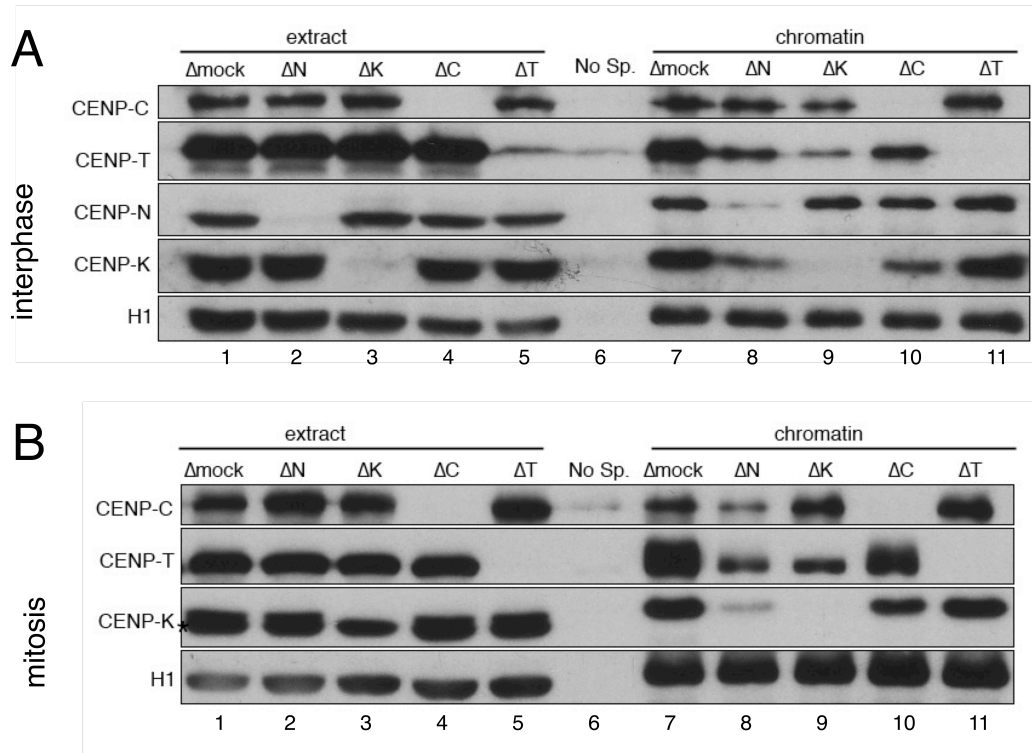 A
extract chromatin
Δmock ΔN ΔK ΔC ΔT No Sp. Δmock ΔN ΔK ΔC ΔT
CENP-C
CENP-T
CENP-N
CENP-K
H1
interphase
1 2 3 4 5 6 7 8 9 10 11
B
extract chromatin
Δmock ΔN ΔK ΔC ΔT No Sp. Δmock ΔN ΔK ΔC ΔT
CENP-C
CENP-T
CENP-K*
H1
mitosis
1 2 3 4 5 6 7 8 9 10 11